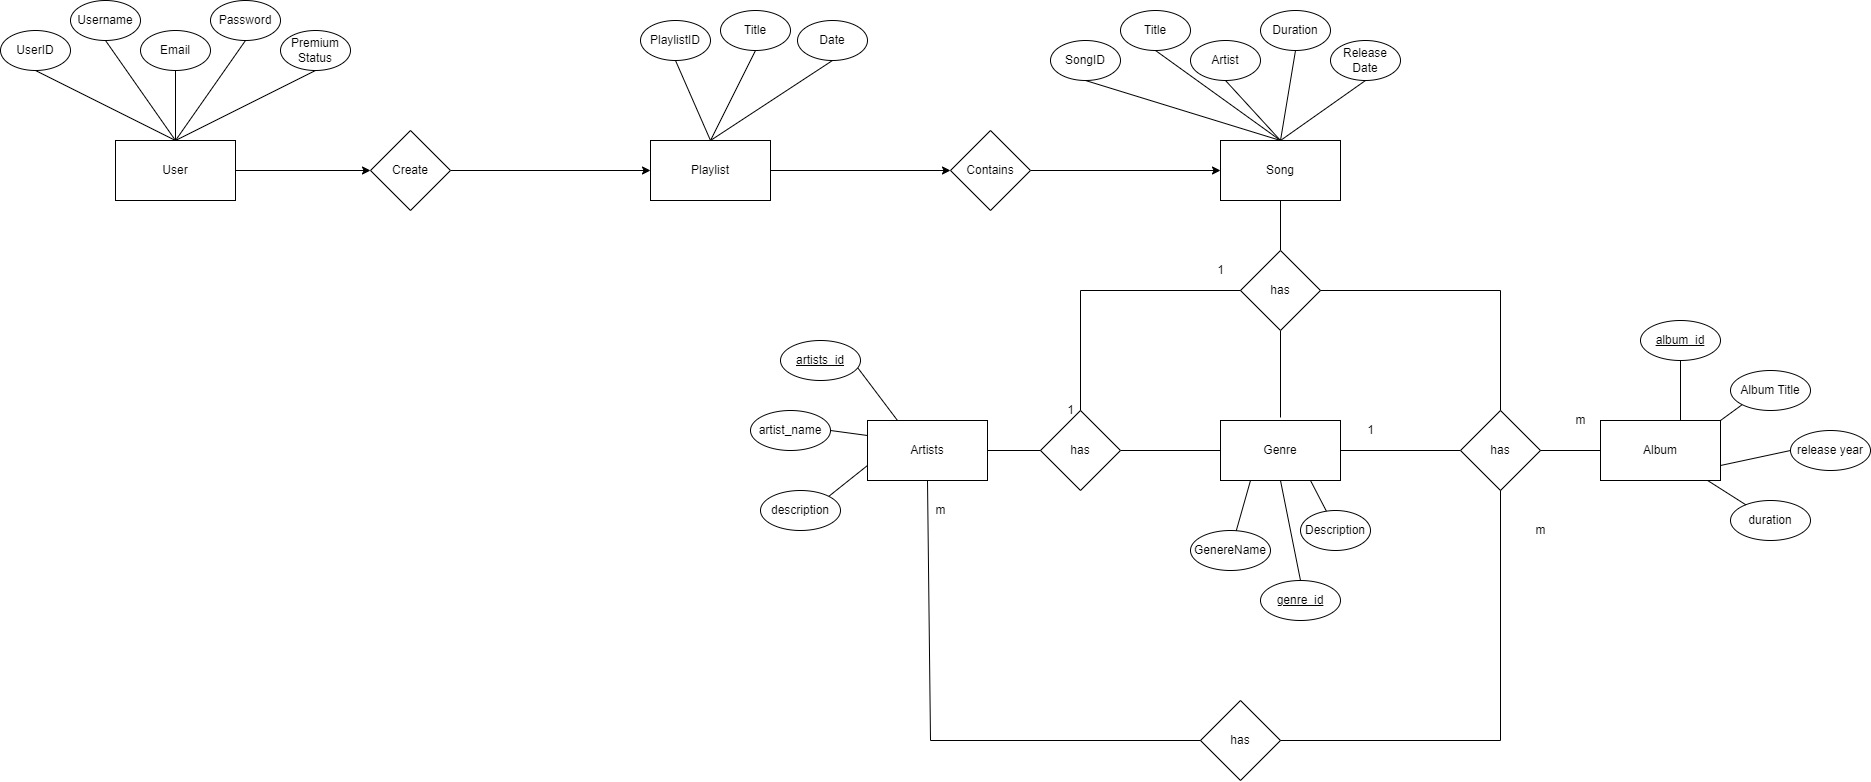 Username
Password
UserID
Email
Premium
Status
PlaylistID
Title
Date
Title
Duration
SongID
Artist
Release
Date
User
Create
Playlist
Contains
Song
1
has
artists_id
album_id
Album Title
1
artist_name
Artists
has
Genre
1
has
m
Album
release year
description
m
GenereName
Description
genre_id
m
duration
has